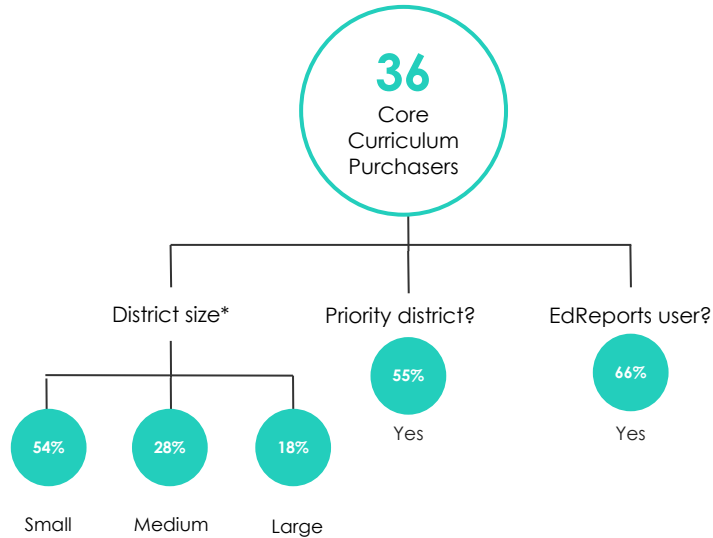 36
Core
Curriculum
Purchasers
District size*
Priority district?
EdReports user?
55%
66%
Yes
Yes
54%
28%
18%
Small
Medium
Large